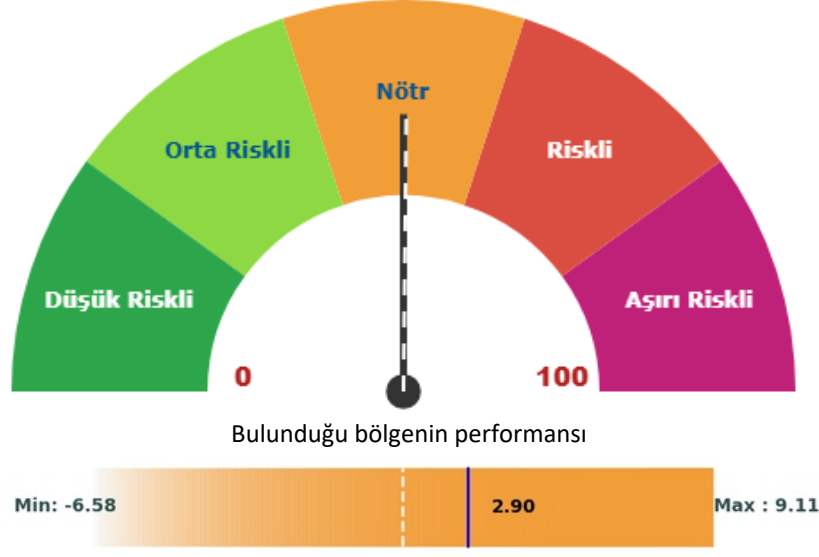 Nötr
Orta Riskli
Riskli
Düşük Riskli
Aşırı Riskli
0
100
Bulunduğu bölgenin performansı
Min: -6.58
2.90
Max : 9.11